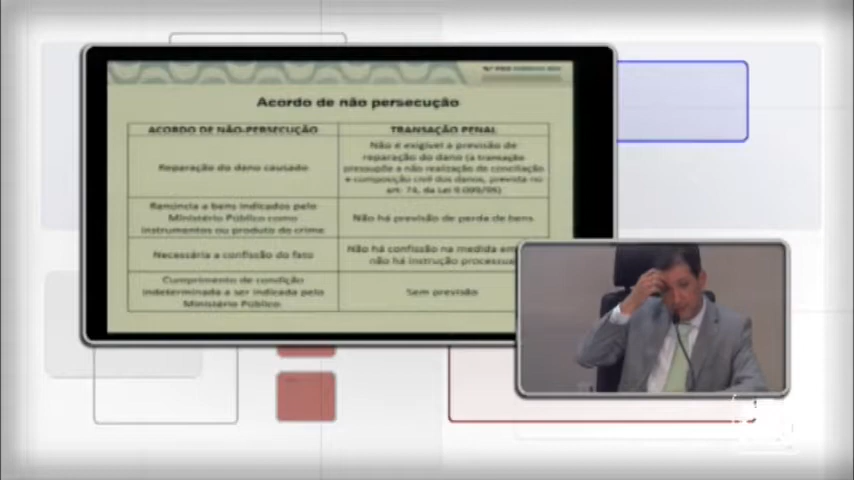 Acordo de não persecução
ACORDO DE NÃO-PERSECUÇÃO
TRANSAÇÃO PENAL
Reparação do dano causado
Não é exigível a previsão de
reparação do dano (a transação
pressupõe a não realização de conciliação
e composição civil dos danos, prevista no
art. 74, da Lei 9.099/95)
Renúncia a bens indicados pelo
Ministério Público como
instrumentos ou produto do crime
Não há previsão de perda de bens
Necessária a confissão do fato
Não há confissão na medida em
não há instrução processual
Cumprimento de condição
indeterminada a ser indicada pelo
Ministério Público
Sem previsão